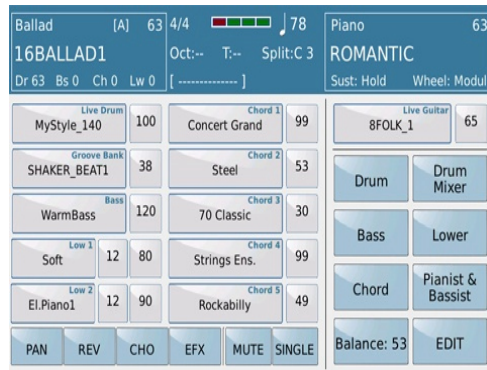 Ballad [A] 63 4/4 78 Piano 63
16BALLAD1 Oct:-- T:-- Split:C 3 ROMANTIC
Dr 63 Bs 0 Ch 0 Lw 0 [ -------------- ] Sust: Hold Wheel: Modul
Live Drum Chord 1 Live Guitar
MyStyle_140 100 Concert Grand 99 8FOLK_1 65
Groove Bank Chord 2
SHAKER_BEAT1 38 Steel 53 Drum Drum Mixer
Bass Chord 3
WarmBass 120 70 Classic 30 Bass Lower
Low 1 Chord 4
Soft 12 80 Strings Ens. 99 Chord Pianist & Bassist
Low 2 Chord 5
El.Piano1 12 90 Rockabilly 49
PAN REV CHO EFX MUTE SINGLE Balance: 53 EDIT